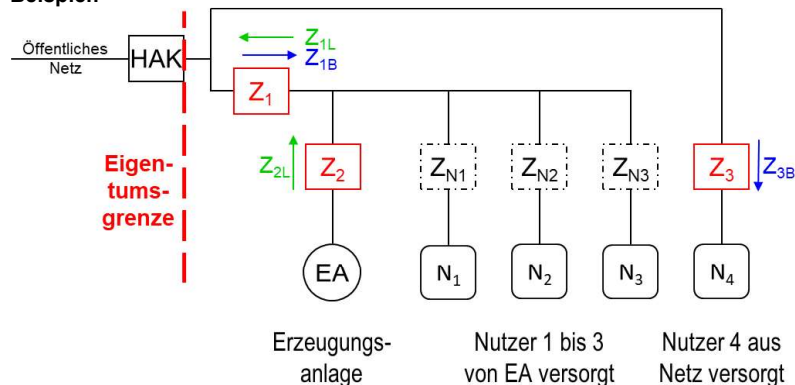 Öffentliches
Netz
HAK
Z1L
Z1B
Z1
Eigen-
tums-
grenze
Z2L
Z2
ZN1
ZN2
ZN3
Z3
Z3B
EA
N1
N2
N3
N4
Erzeugungs-
anlage
Nutzer 1 bis 3
von EA versorgt
Nutzer 4 aus
Netz versorgt